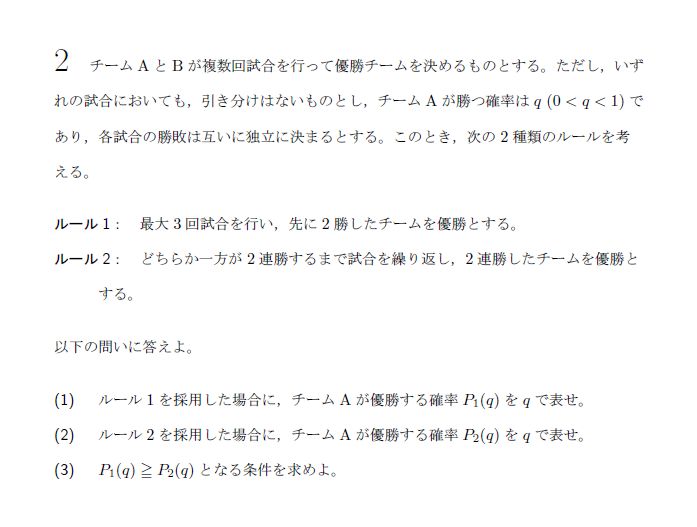 2 チーム A と B が複数回試合を行って優勝チームを決めるものとする。ただし，いず
れの試合においても，引き分けはないものとし，チーム A が勝つ確率は q (0 < q < 1) で
あり，各試合の勝敗は互いに独立に決まるとする。このとき，次の 2 種類のルールを考
える。
ルール 1： 最大 3 回試合を行い，先に 2 勝したチームを優勝とする。
ルール 2： どちらか一方が 2 連勝するまで試合を繰り返し，2 連勝したチームを優勝と
する。
以下の問いに答えよ。
(1) ルール 1 を採用した場合に，チーム A が優勝する確率 P₁(q) を q で表せ。
(2) ルール 2 を採用した場合に，チーム A が優勝する確率 P₂(q) を q で表せ。
(3) P₁(q) ≧ P₂(q) となる条件を求めよ。